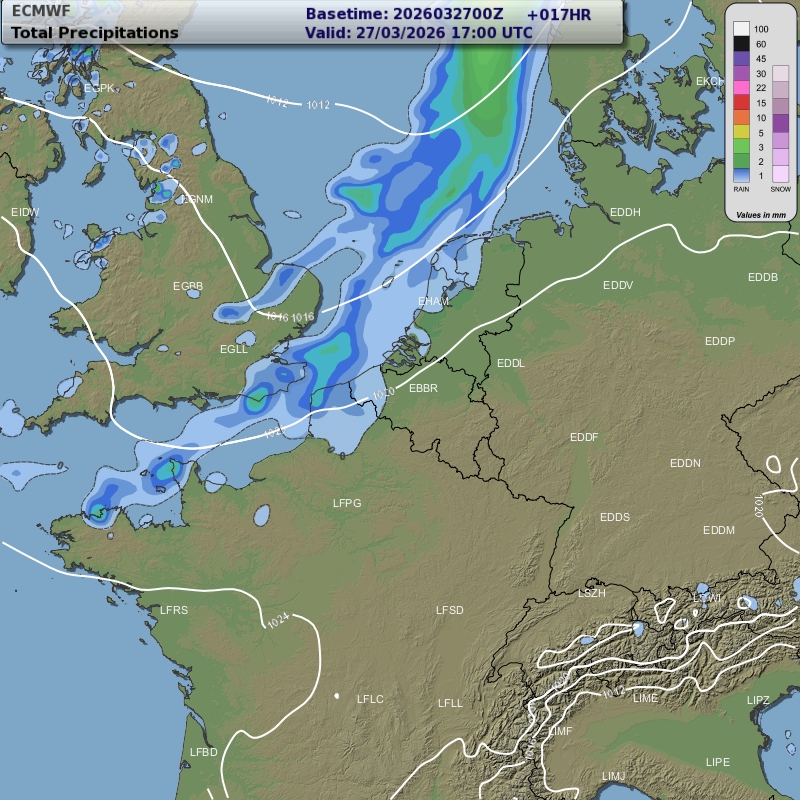 ECMWF
Basetime: 2026032700Z +017HR
Total Precipitations
Valid: 27/03/2026 17:00 UTC
100
60
45
30
22
15
10
5
3
2
1
RAIN SNOW
Values in mm
EGPK
EKCH
1012 1012
EGNM
EIDW
EDDH
EGBB
EDDV
EDDB
EHAM
1016 1016
EGLL
EDDP
EDDL
EBBR
1020
EDDF
EDDN
LFPG
1020
EDDS
EDDM
LSZH
LFRS
LFSD
1024
LFLC
LFLL
1012
LIME
LIPZ
LIMF
LFBD
LIPE
LIMJ